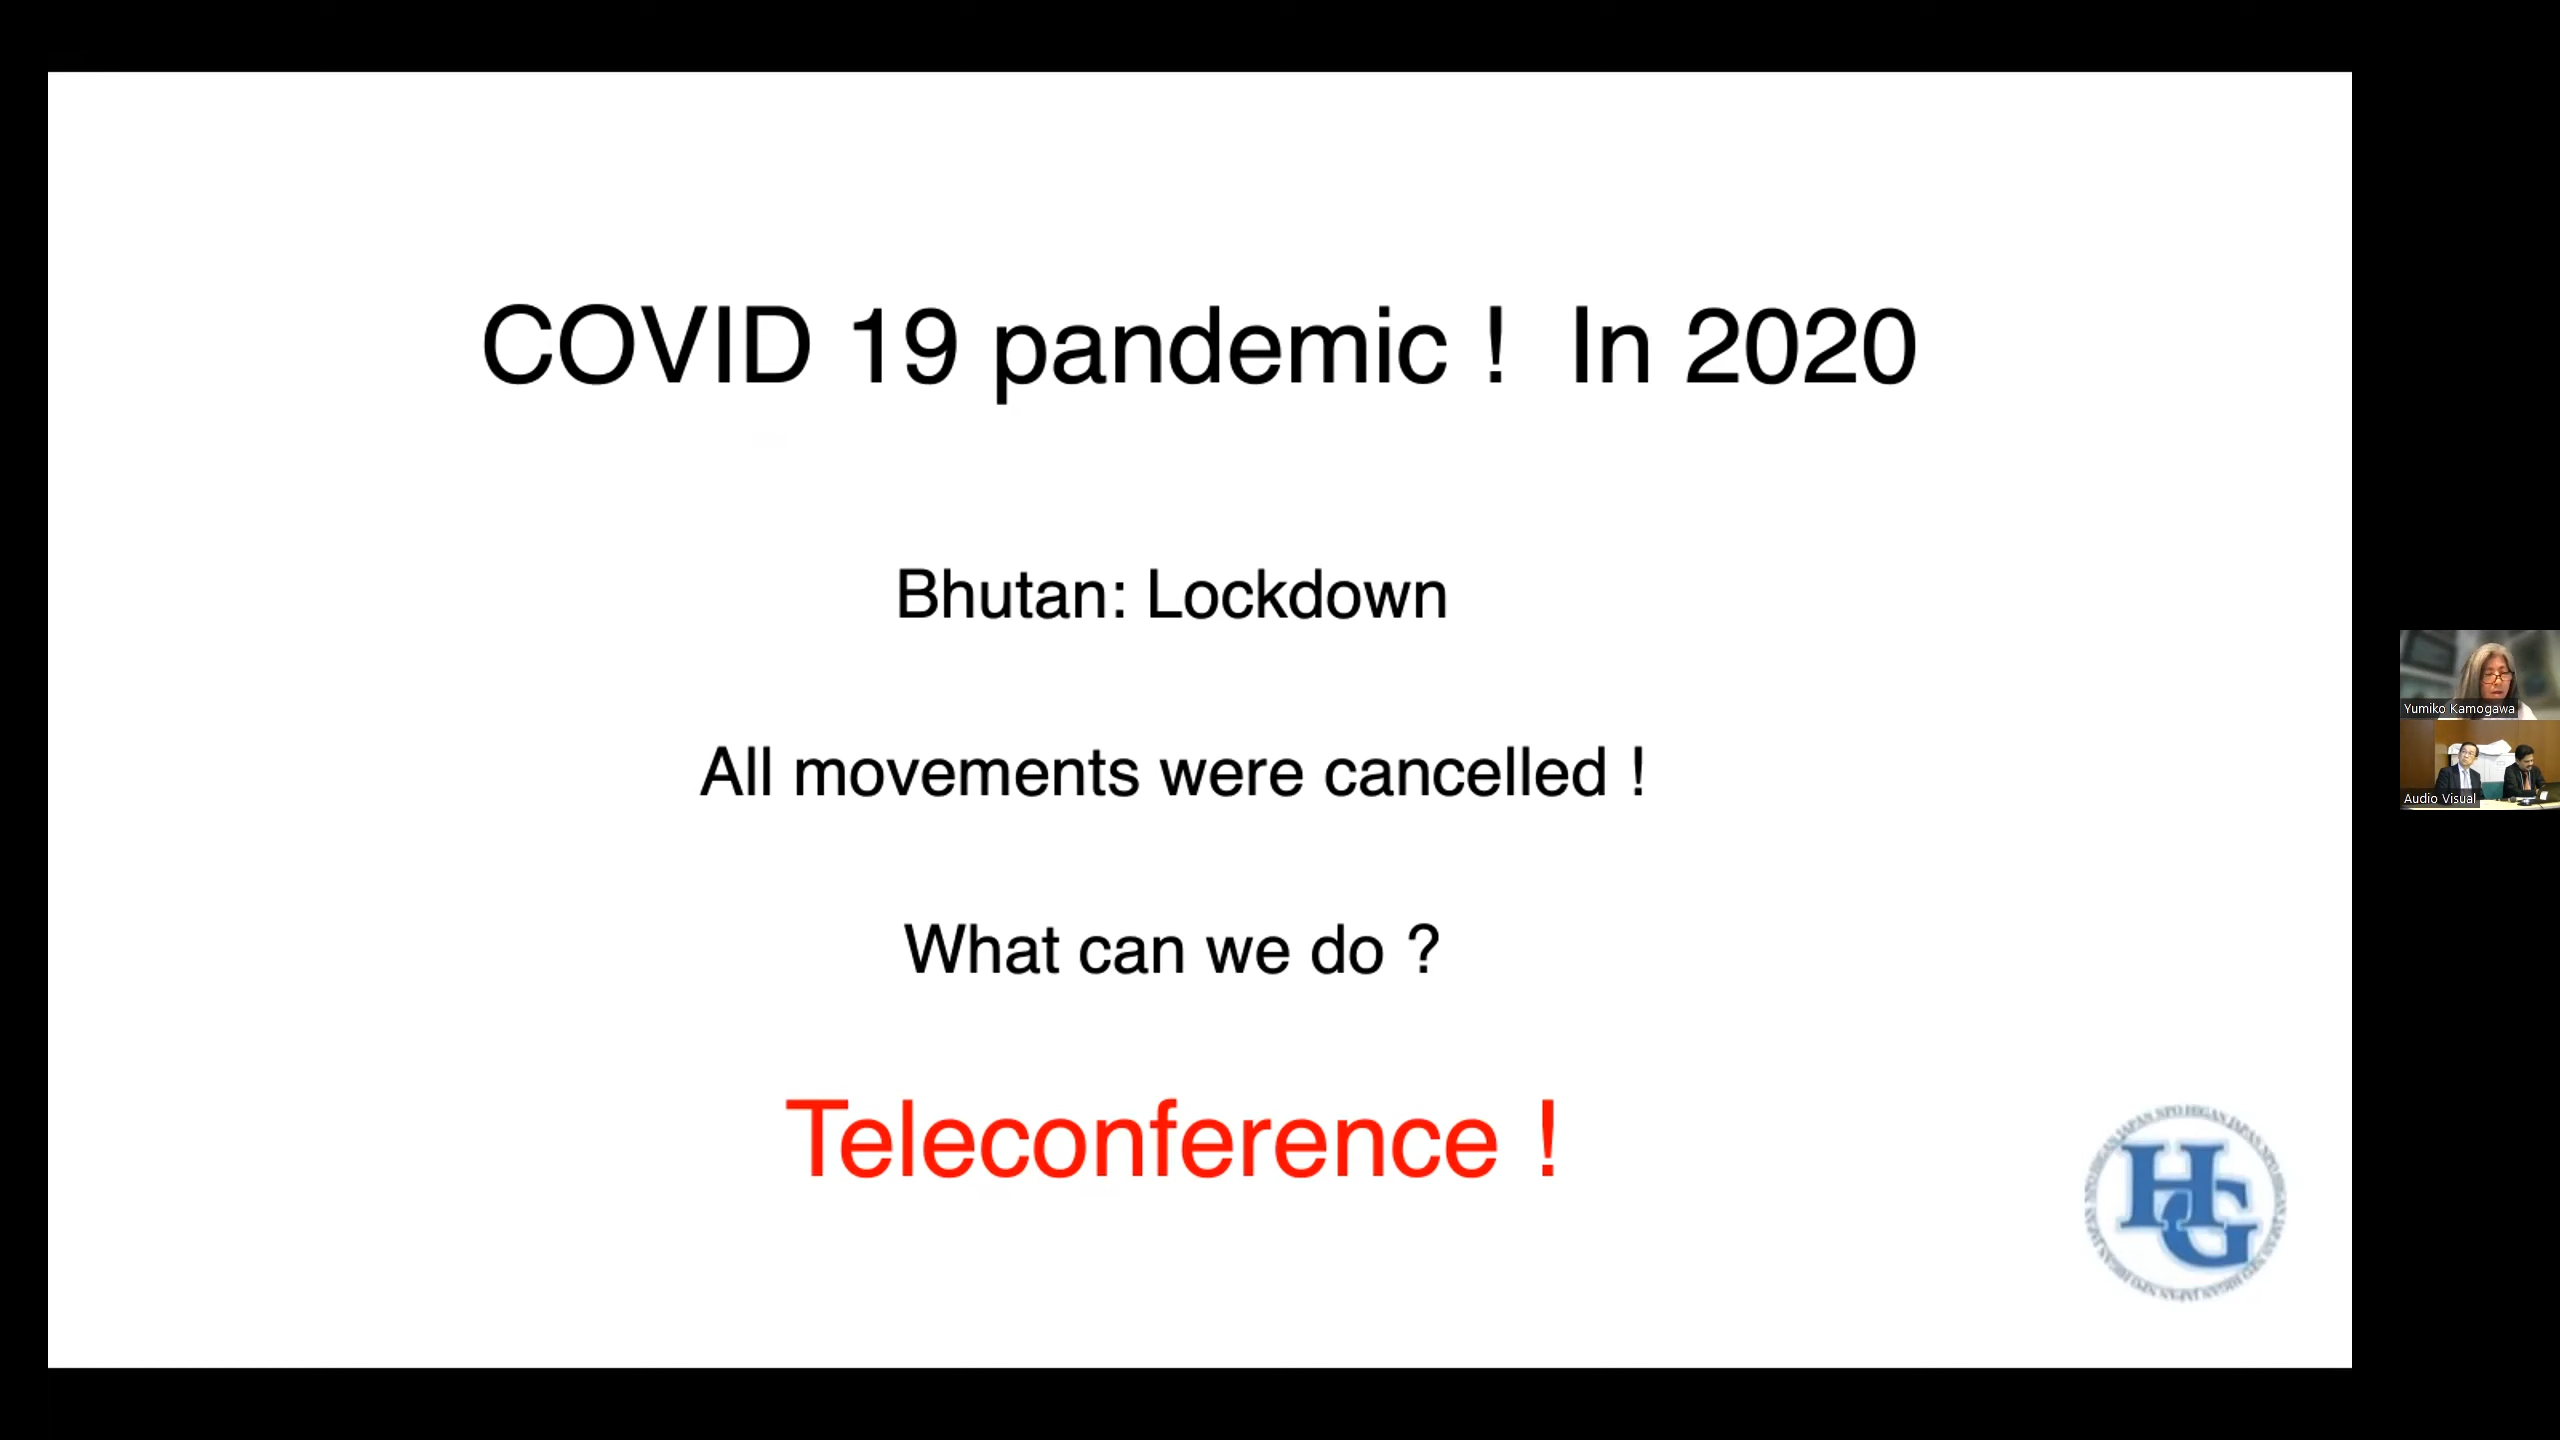 COVID 19 pandemic !  In 2020
Bhutan: Lockdown
All movements were cancelled !
What can we do ?
Teleconference !
HG
Yumiko Kamogawa
Audio Visual